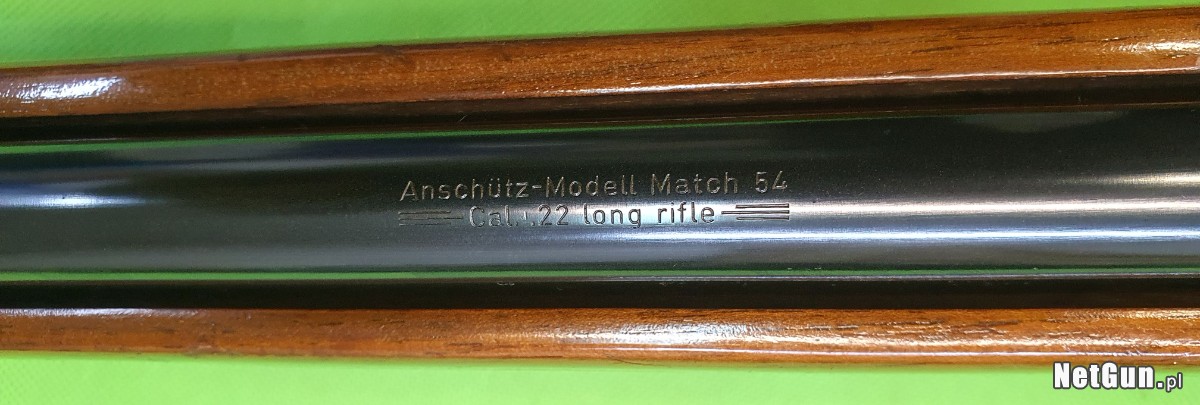 Anschütz-Modell Match 54
Cal. .22 long rifle
NetGun.pl